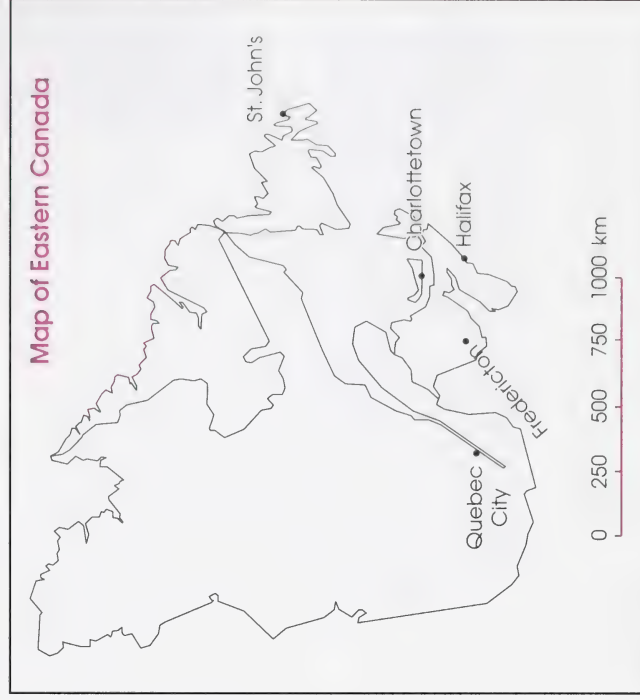 Map of Eastern Canada
St. John's
Charlottetown
Halifax
Fredericton
Quebec
City
0 250 500 750 1000 km